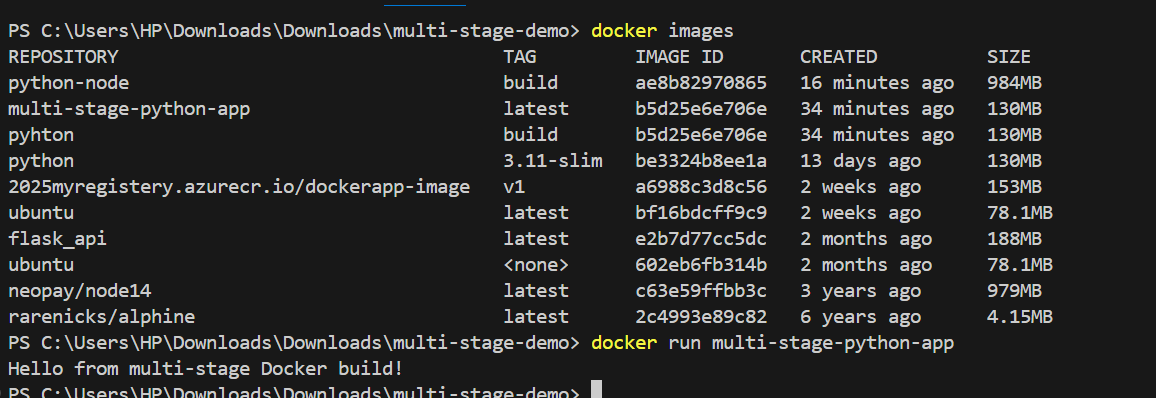 PS C:\Users\HP\Downloads\Downloads\multi-stage-demo> docker images
REPOSITORY TAG IMAGE ID CREATED SIZE
python-node build ae8b82970865 16 minutes ago 984MB
multi-stage-python-app latest b5d25e6e706e 34 minutes ago 130MB
pyhton build b5d25e6e706e 34 minutes ago 130MB
python 3.11-slim be3324b8ee1a 13 days ago 130MB
2025myregistery.azurecr.io/dockerapp-image v1 a6988c3d8c56 2 weeks ago 153MB
ubuntu latest bf16bdcff9c9 2 weeks ago 78.1MB
flask_api latest e2b7d77cc5dc 2 months ago 188MB
ubuntu <none> 602eb6fb314b 2 months ago 78.1MB
neopay/node14 latest c63e59ffbb3c 3 years ago 979MB
rarenicks/alphine latest 2c4993e89c82 6 years ago 4.15MB
PS C:\Users\HP\Downloads\Downloads\multi-stage-demo> docker run multi-stage-python-app
Hello from multi-stage Docker build!
PS C:\Users\HP\Downloads\Downloads\multi-stage-demo>